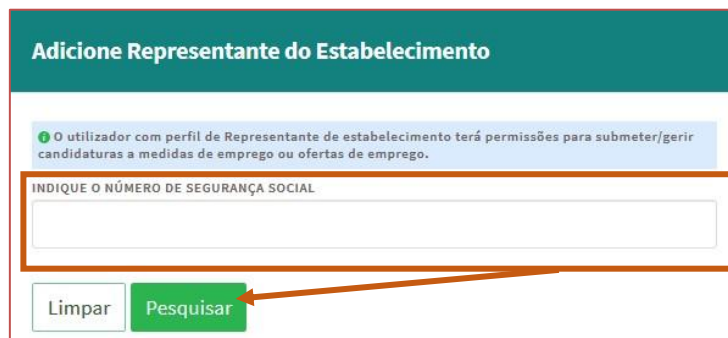 Adicione Representante do Estabelecimento
O utilizador com perfil de Representante de estabelecimento terá permissões para submeter/gerir
candidaturas a medidas de emprego ou ofertas de emprego.
INDIQUE O NÚMERO DE SEGURANÇA SOCIAL
Limpar Pesquisar